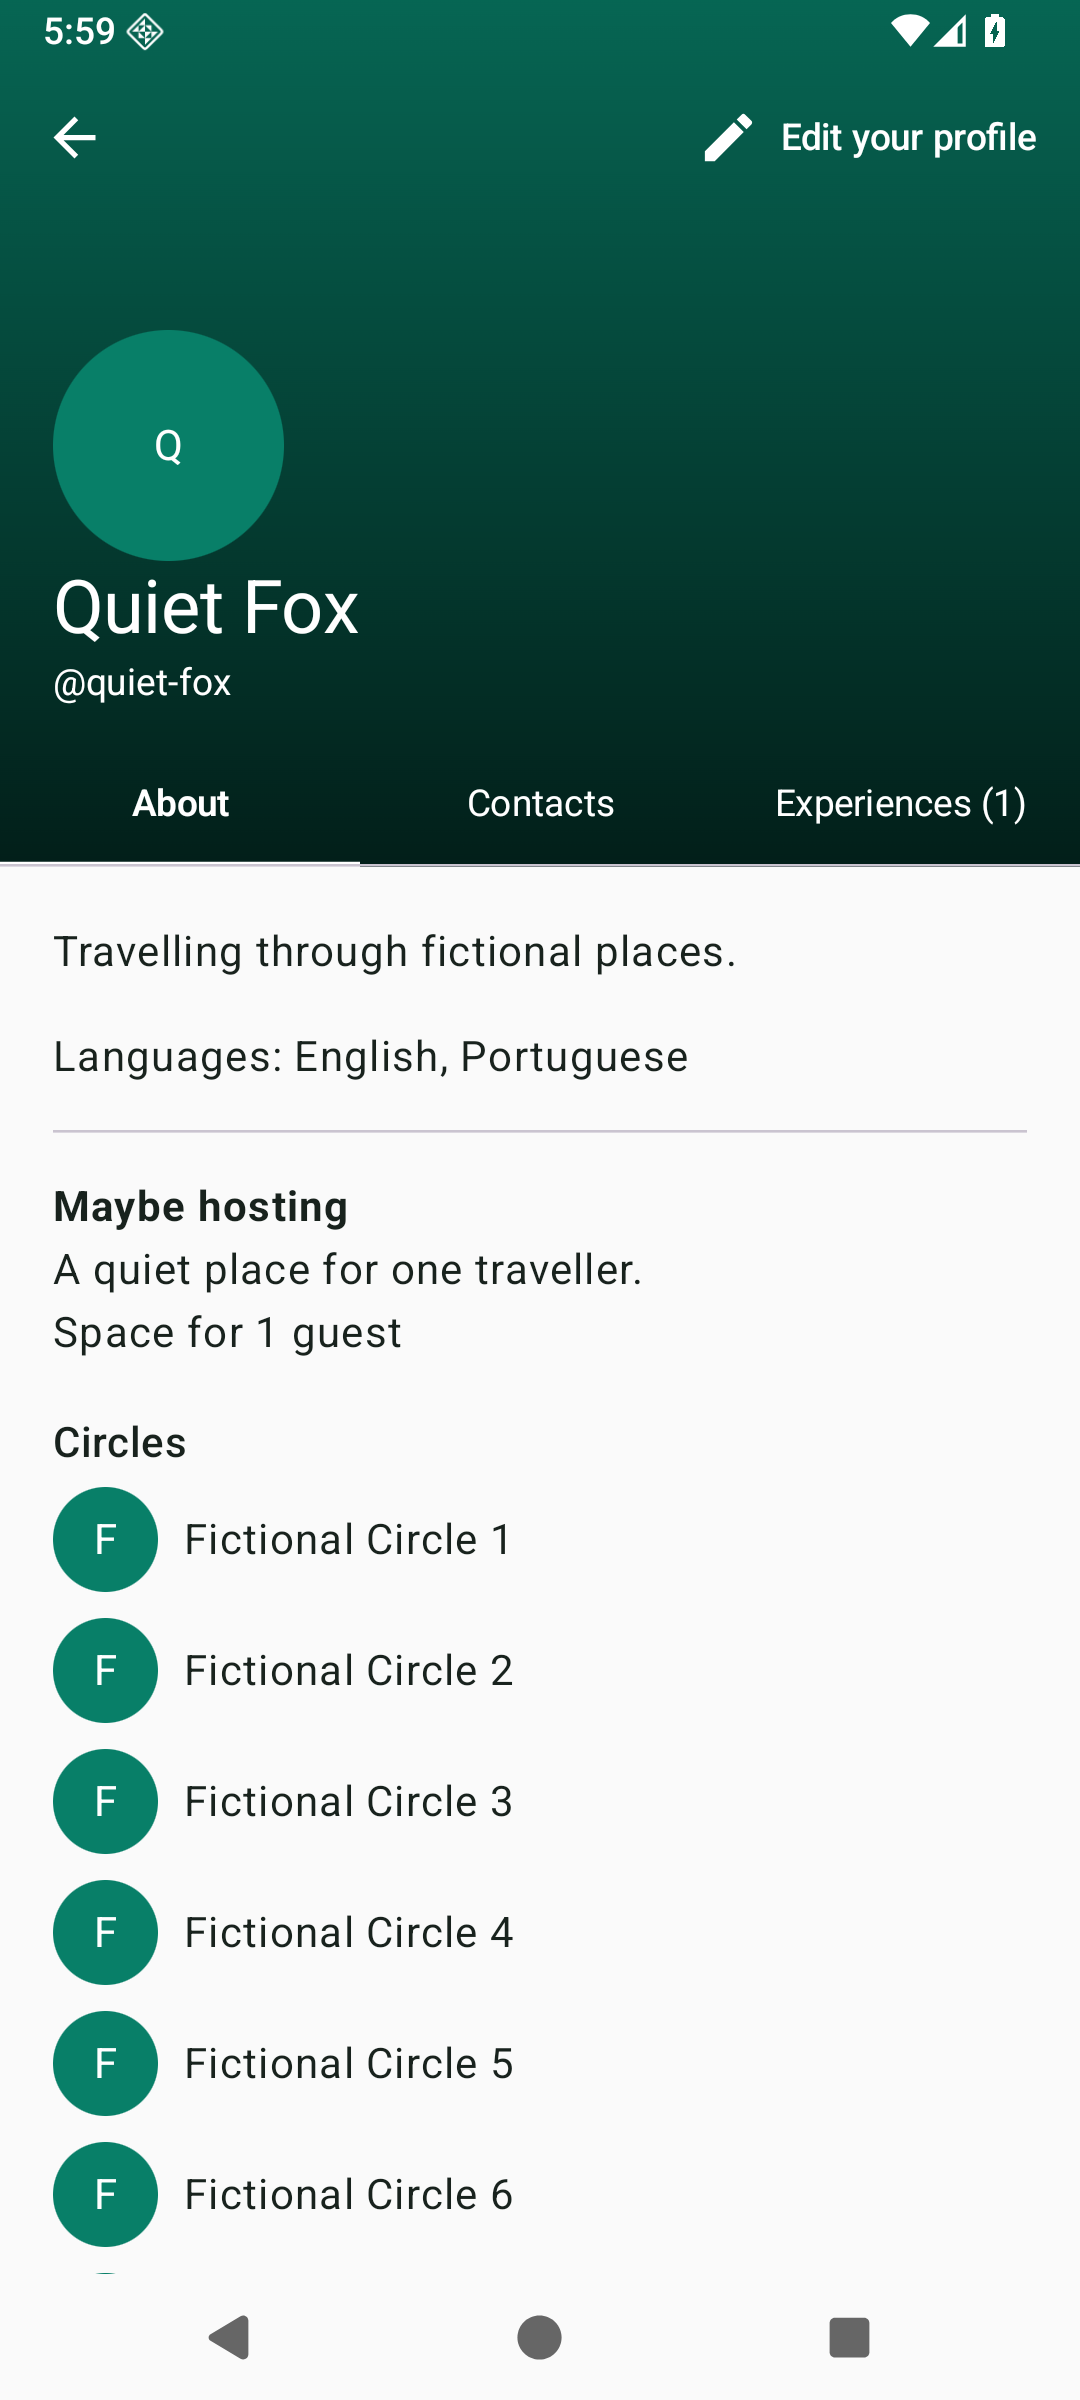 5:59
Edit your profile
Q
Quiet Fox
@quiet-fox
About
Contacts
Experiences (1)
Travelling through fictional places.
Languages: English, Portuguese
Maybe hosting
A quiet place for one traveller.
Space for 1 guest
Circles
F Fictional Circle 1
F Fictional Circle 2
F Fictional Circle 3
F Fictional Circle 4
F Fictional Circle 5
F Fictional Circle 6